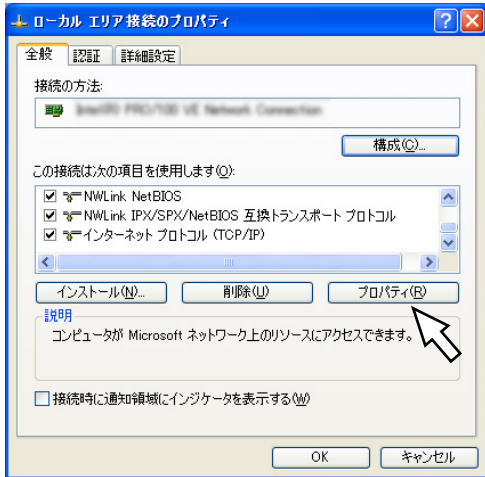 ローカル エリア接続のプロパティ
全般 認証 詳細設定
接続の方法:
Intel(R) PRO/100 VE Network Connection
構成(C)...
この接続は次の項目を使用します(O):
NWLink NetBIOS
NWLink IPX/SPX/NetBIOS 互換トランスポート プロトコル
インターネット プロトコル (TCP/IP)
インストール(N)... 削除(U) プロパティ(R)
説明
コンピュータが Microsoft ネットワーク上のリソースにアクセスできます。
接続時に通知領域にインジケータを表示する(W)
OK キャンセル